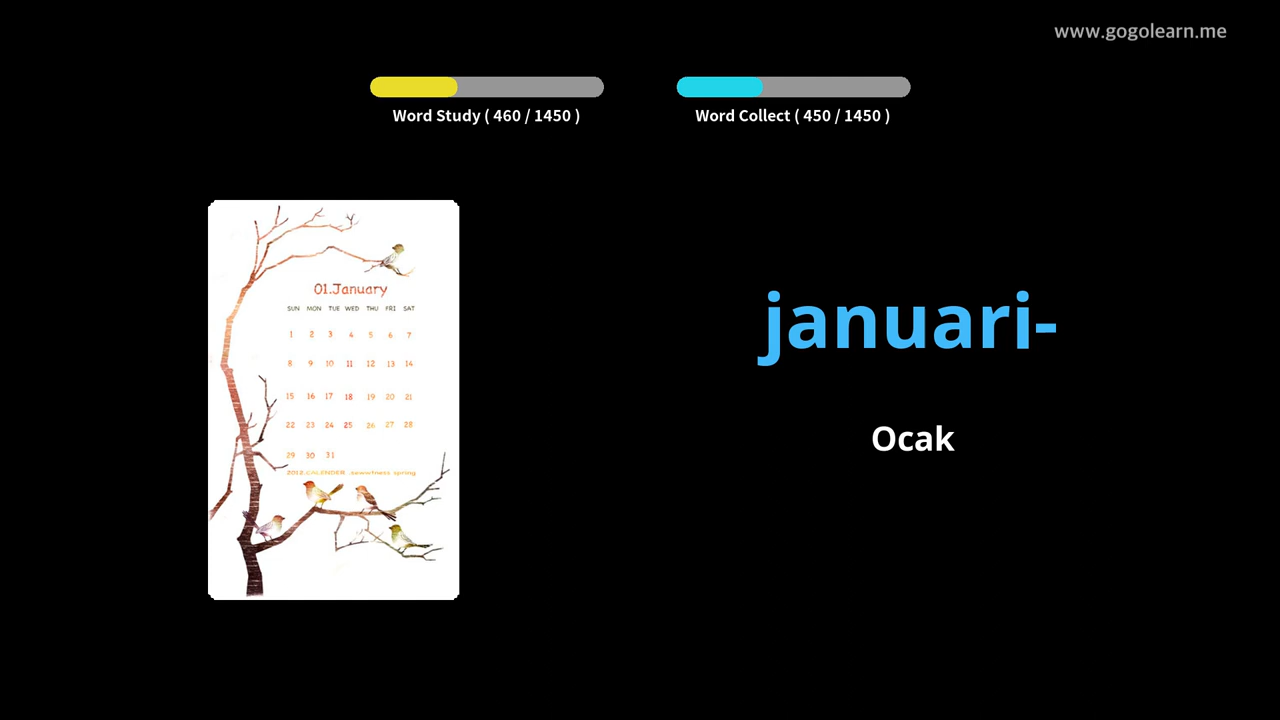 www.gogolearn.me
Word Study ( 460 / 1450 )
Word Collect ( 450 / 1450 )
01.January
SUN MON TUE WED THU FRI SAT
1 2 3 4 5 6 7
8 9 10 11 12 13 14
15 16 17 18 19 20 21
22 23 24 25 26 27 28
29 30 31
CALENDER
spring
januari-
Ocak